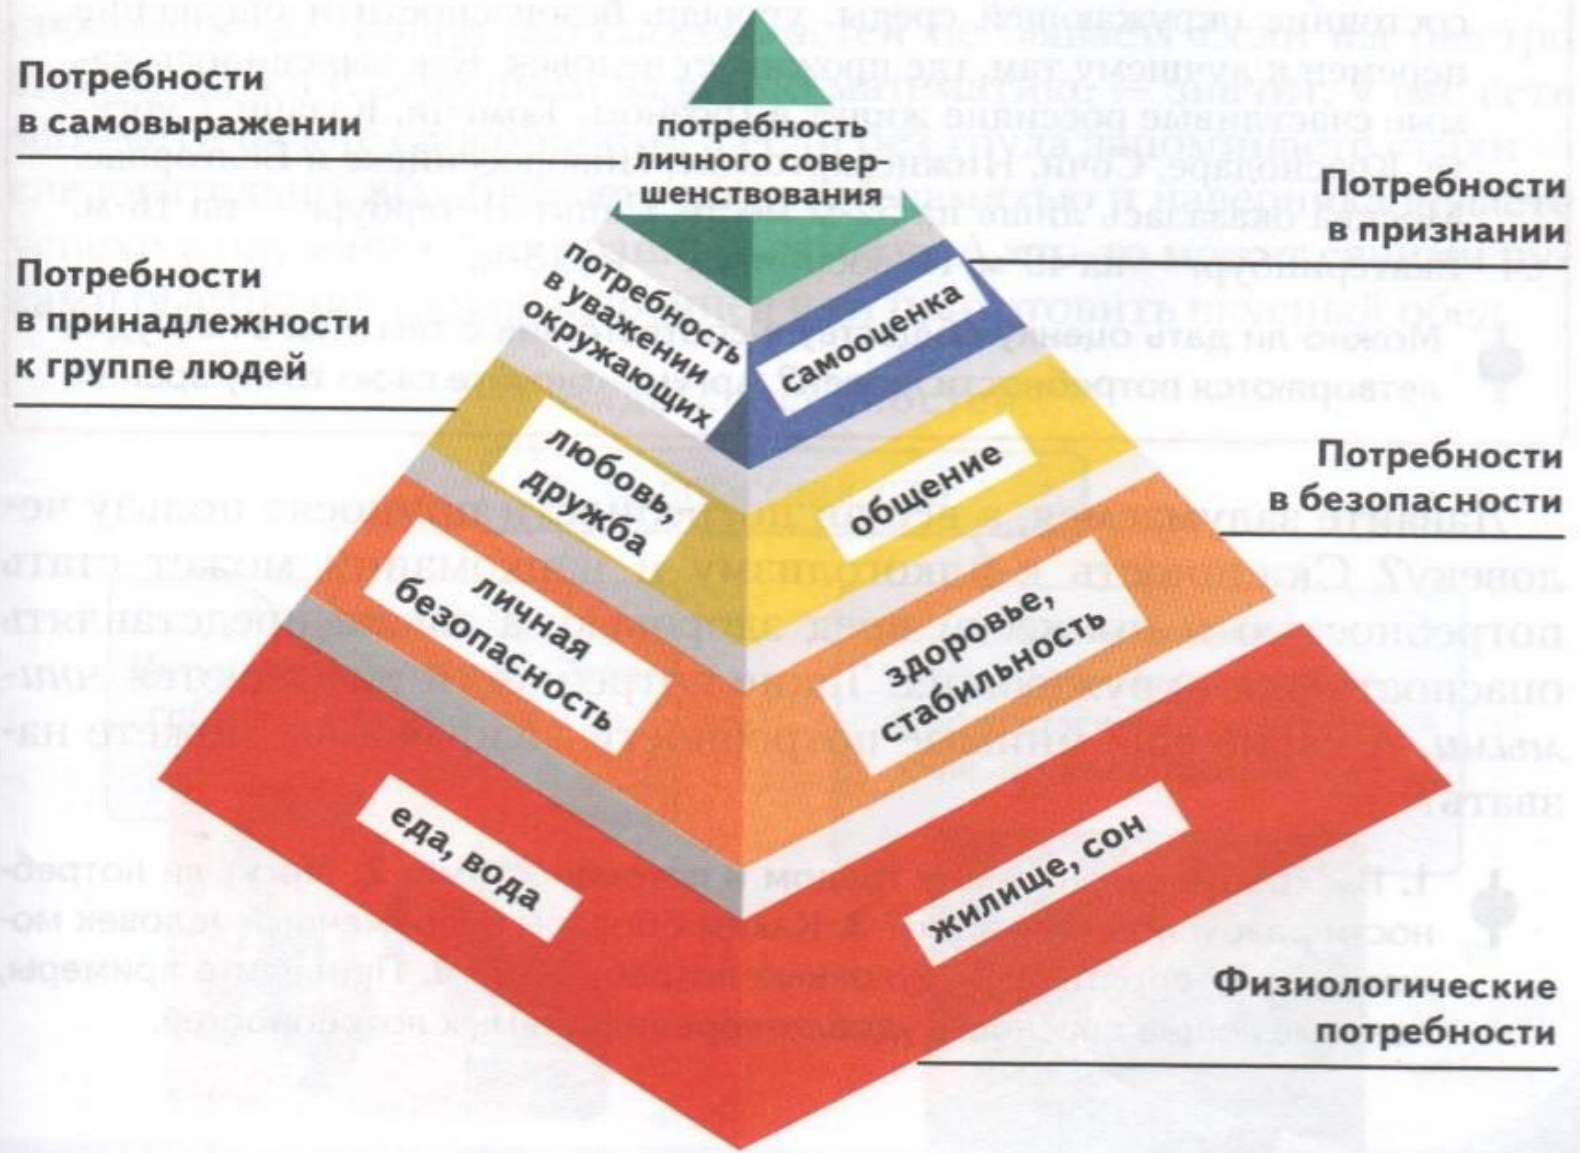 Потребности
в самовыражении
потребность
личного совер-
шенствования
Потребности
в признании
потребность
в уважении
окружающих
самооценка
Потребности
в принадлежности
к группе людей
любовь,
дружба
общение
Потребности
в безопасности
личная
безопасность
здоровье,
стабильность
еда, вода
жилище, сон
Физиологические
потребности